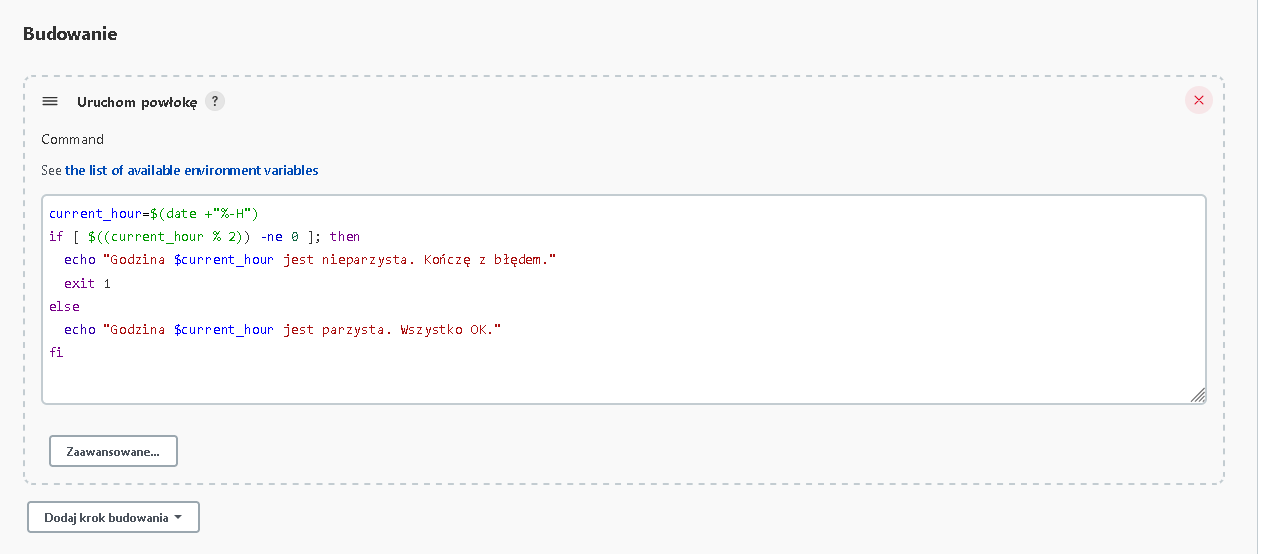 Budowanie
Uruchom powłokę ?
Command
See the list of available environment variables
current_hour=$(date +"%-H")
if [ $((current_hour % 2)) -ne 0 ]; then
  echo "Godzina $current_hour jest nieparzysta. Kończę z błędem."
  exit 1
else
  echo "Godzina $current_hour jest parzysta. Wszystko OK."
fi
Zaawansowane...
Dodaj krok budowania